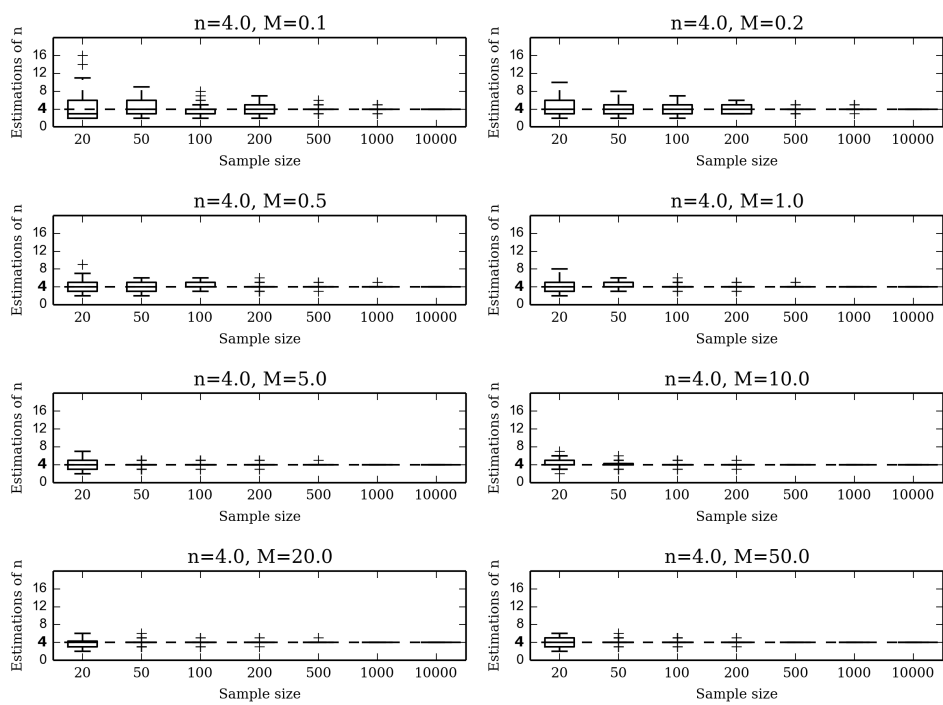 n=4.0, M=0.1
Estimations of n
16
12
8
4
0
20 50 100 200 500 1000 10000
Sample size
n=4.0, M=0.2
Estimations of n
16
12
8
4
0
20 50 100 200 500 1000 10000
Sample size
n=4.0, M=0.5
Estimations of n
16
12
8
4
0
20 50 100 200 500 1000 10000
Sample size
n=4.0, M=1.0
Estimations of n
16
12
8
4
0
20 50 100 200 500 1000 10000
Sample size
n=4.0, M=5.0
Estimations of n
16
12
8
4
0
20 50 100 200 500 1000 10000
Sample size
n=4.0, M=10.0
Estimations of n
16
12
8
4
0
20 50 100 200 500 1000 10000
Sample size
n=4.0, M=20.0
Estimations of n
16
12
8
4
0
20 50 100 200 500 1000 10000
Sample size
n=4.0, M=50.0
Estimations of n
16
12
8
4
0
20 50 100 200 500 1000 10000
Sample size